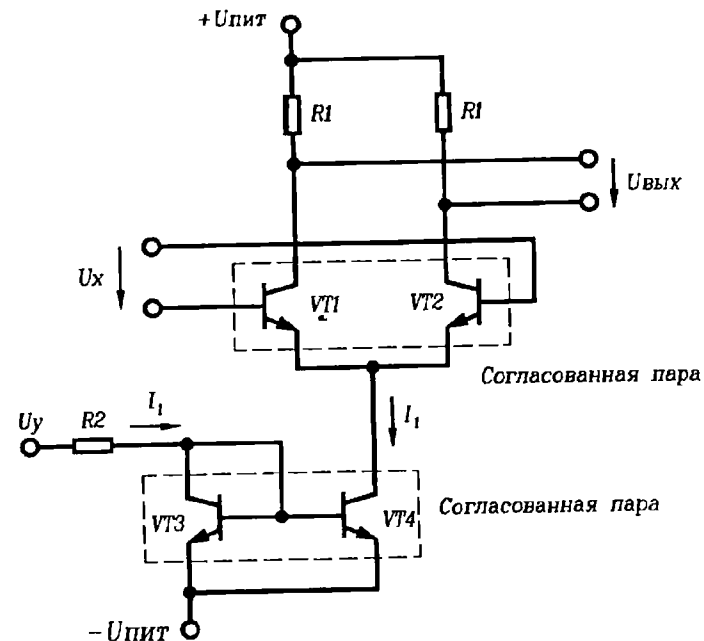 +Uпит
R1
R1
Uвых
Ux
VT1
VT2
Согласованная пара
Uy
R2
I₁
I₁
Согласованная пара
VT3
VT4
−Uпит